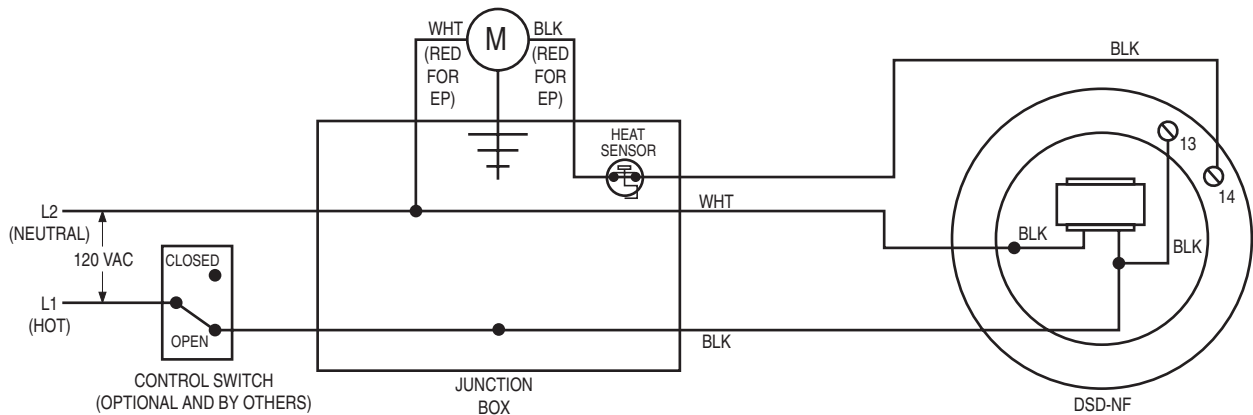 WHT
(RED
FOR
EP)
M
BLK
(RED
FOR
EP)
BLK
HEAT
SENSOR
13
14
L2
(NEUTRAL)
WHT
120 VAC
CLOSED
BLK
BLK
L1
(HOT)
OPEN
BLK
CONTROL SWITCH
(OPTIONAL AND BY OTHERS)
JUNCTION
BOX
DSD-NF